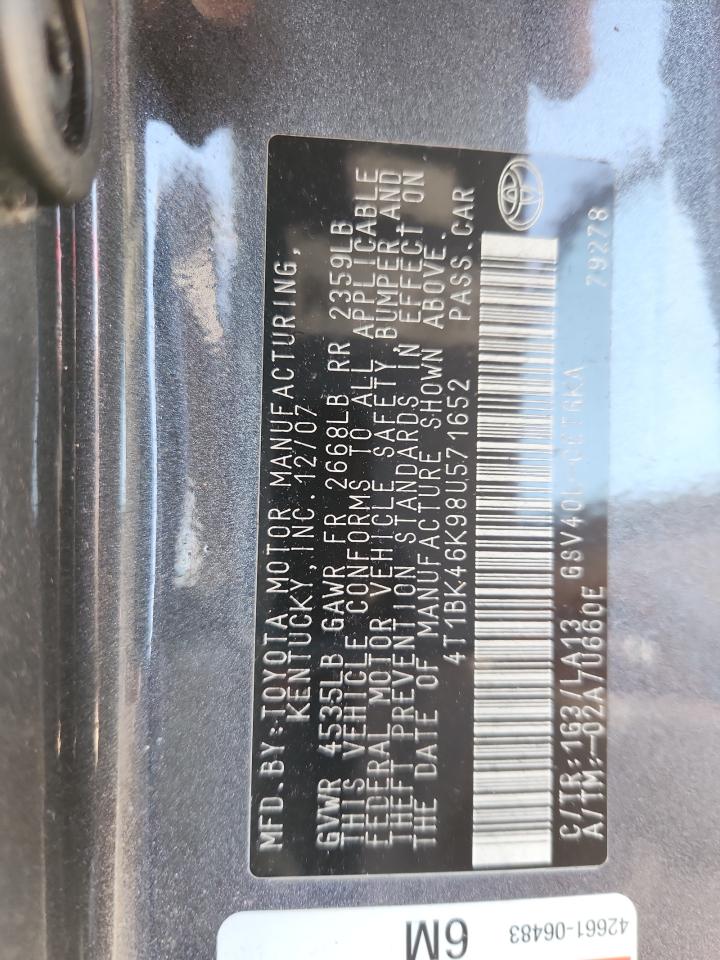 MFD.BY:TOYOTA MOTOR MANUFACTURING,
KENTUCKY,INC.12/07
GVWR 4535LB GAWR FR 2668LB RR 2359LB
THIS VEHICLE CONFORMS TO ALL APPLICABLE
FEDERAL MOTOR VEHICLE SAFETY,BUMPER,AND
THEFT PREVENTION STANDARDS IN EFFECT ON
THE DATE OF MANUFACTURE SHOWN ABOVE.
4T1BK46K98U571652 PASS.CAR
C/TR:1G3/LA13 79278
A/TM:-02A/U660E
6M
42661-06483